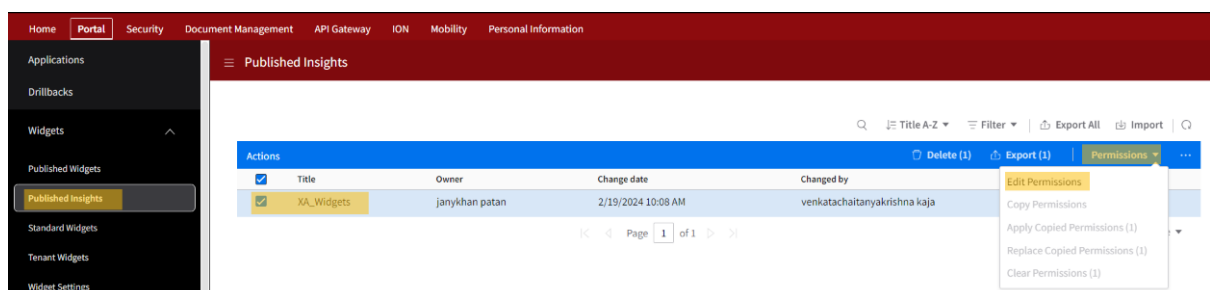 Home Portal Security Document Management API Gateway ION Mobility Personal Information
Applications
Published Insights
Drillbacks
Widgets
Title A-Z Filter Export All Import
Actions Delete (1) Export (1) Permissions ...
Published Widgets
Title Owner Change date Changed by
Edit Permissions
Published Insights
XA_Widgets janykhan patan 2/19/2024 10:08 AM venkatachaitanyakrishna kaja
Copy Permissions
Standard Widgets
Page 1 of 1
Apply Copied Permissions (1)
Replace Copied Permissions (1)
Tenant Widgets
Clear Permissions (1)
Widget Settings